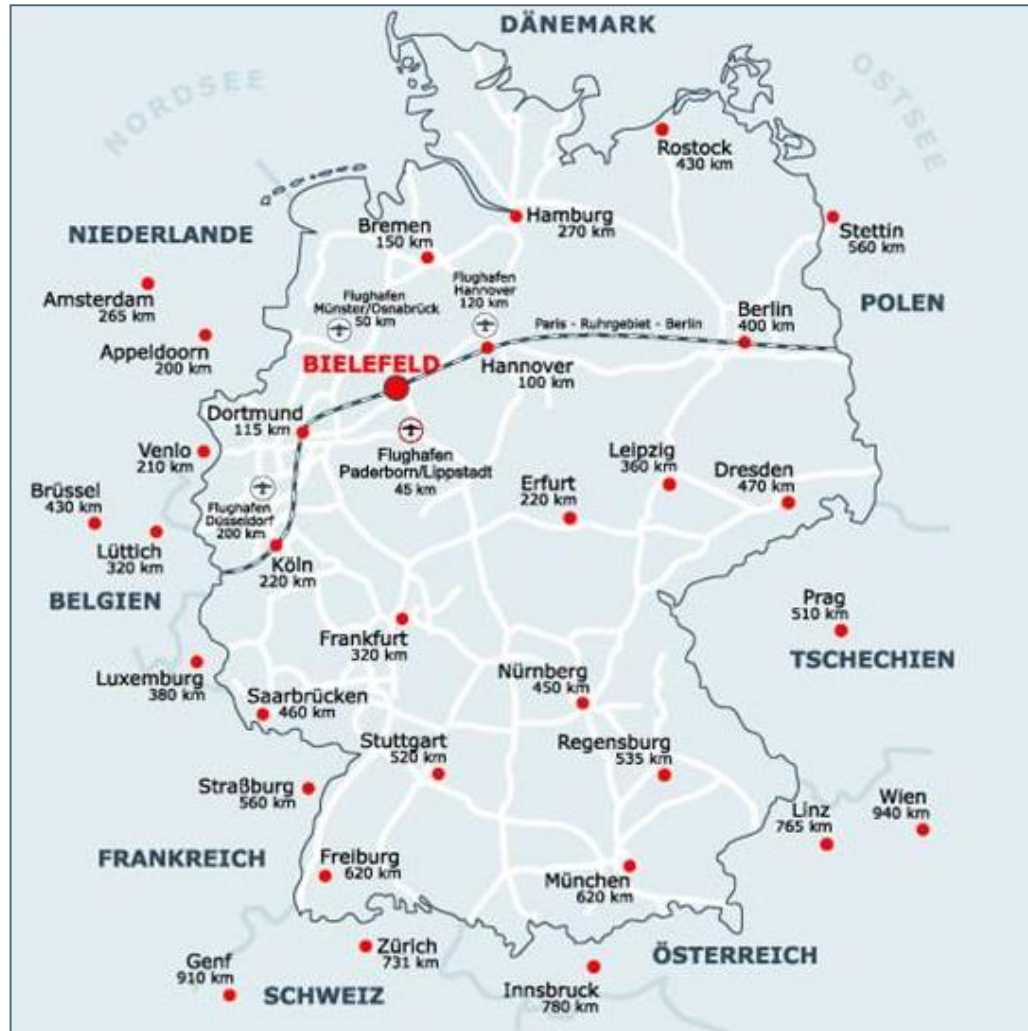 DÄNEMARK
NORDSEE
OSTSEE
Rostock
430 km
Hamburg
270 km
Bremen
150 km
Stettin
560 km
NIEDERLANDE
Amsterdam
265 km
Appeldoorn
200 km
Flughafen
Münster/Osnabrück
50 km
Flughafen
Hannover
120 km
POLEN
Berlin
400 km
Paris - Ruhrgebiet - Berlin
BIELEFELD
Hannover
100 km
Dortmund
115 km
Venlo
210 km
Flughafen
Paderborn/Lippstadt
45 km
Leipzig
360 km
Dresden
470 km
Erfurt
220 km
Brüssel
430 km
Lüttich
320 km
Flughafen
Düsseldorf
200 km
Köln
220 km
BELGIEN
Prag
510 km
TSCHECHIEN
Frankfurt
320 km
Luxemburg
380 km
Saarbrücken
460 km
Nürnberg
450 km
Stuttgart
520 km
Regensburg
535 km
Straßburg
560 km
Linz
765 km
Wien
940 km
FRANKREICH
Freiburg
620 km
München
620 km
Zürich
731 km
Genf
910 km
SCHWEIZ
ÖSTERREICH
Innsbruck
780 km